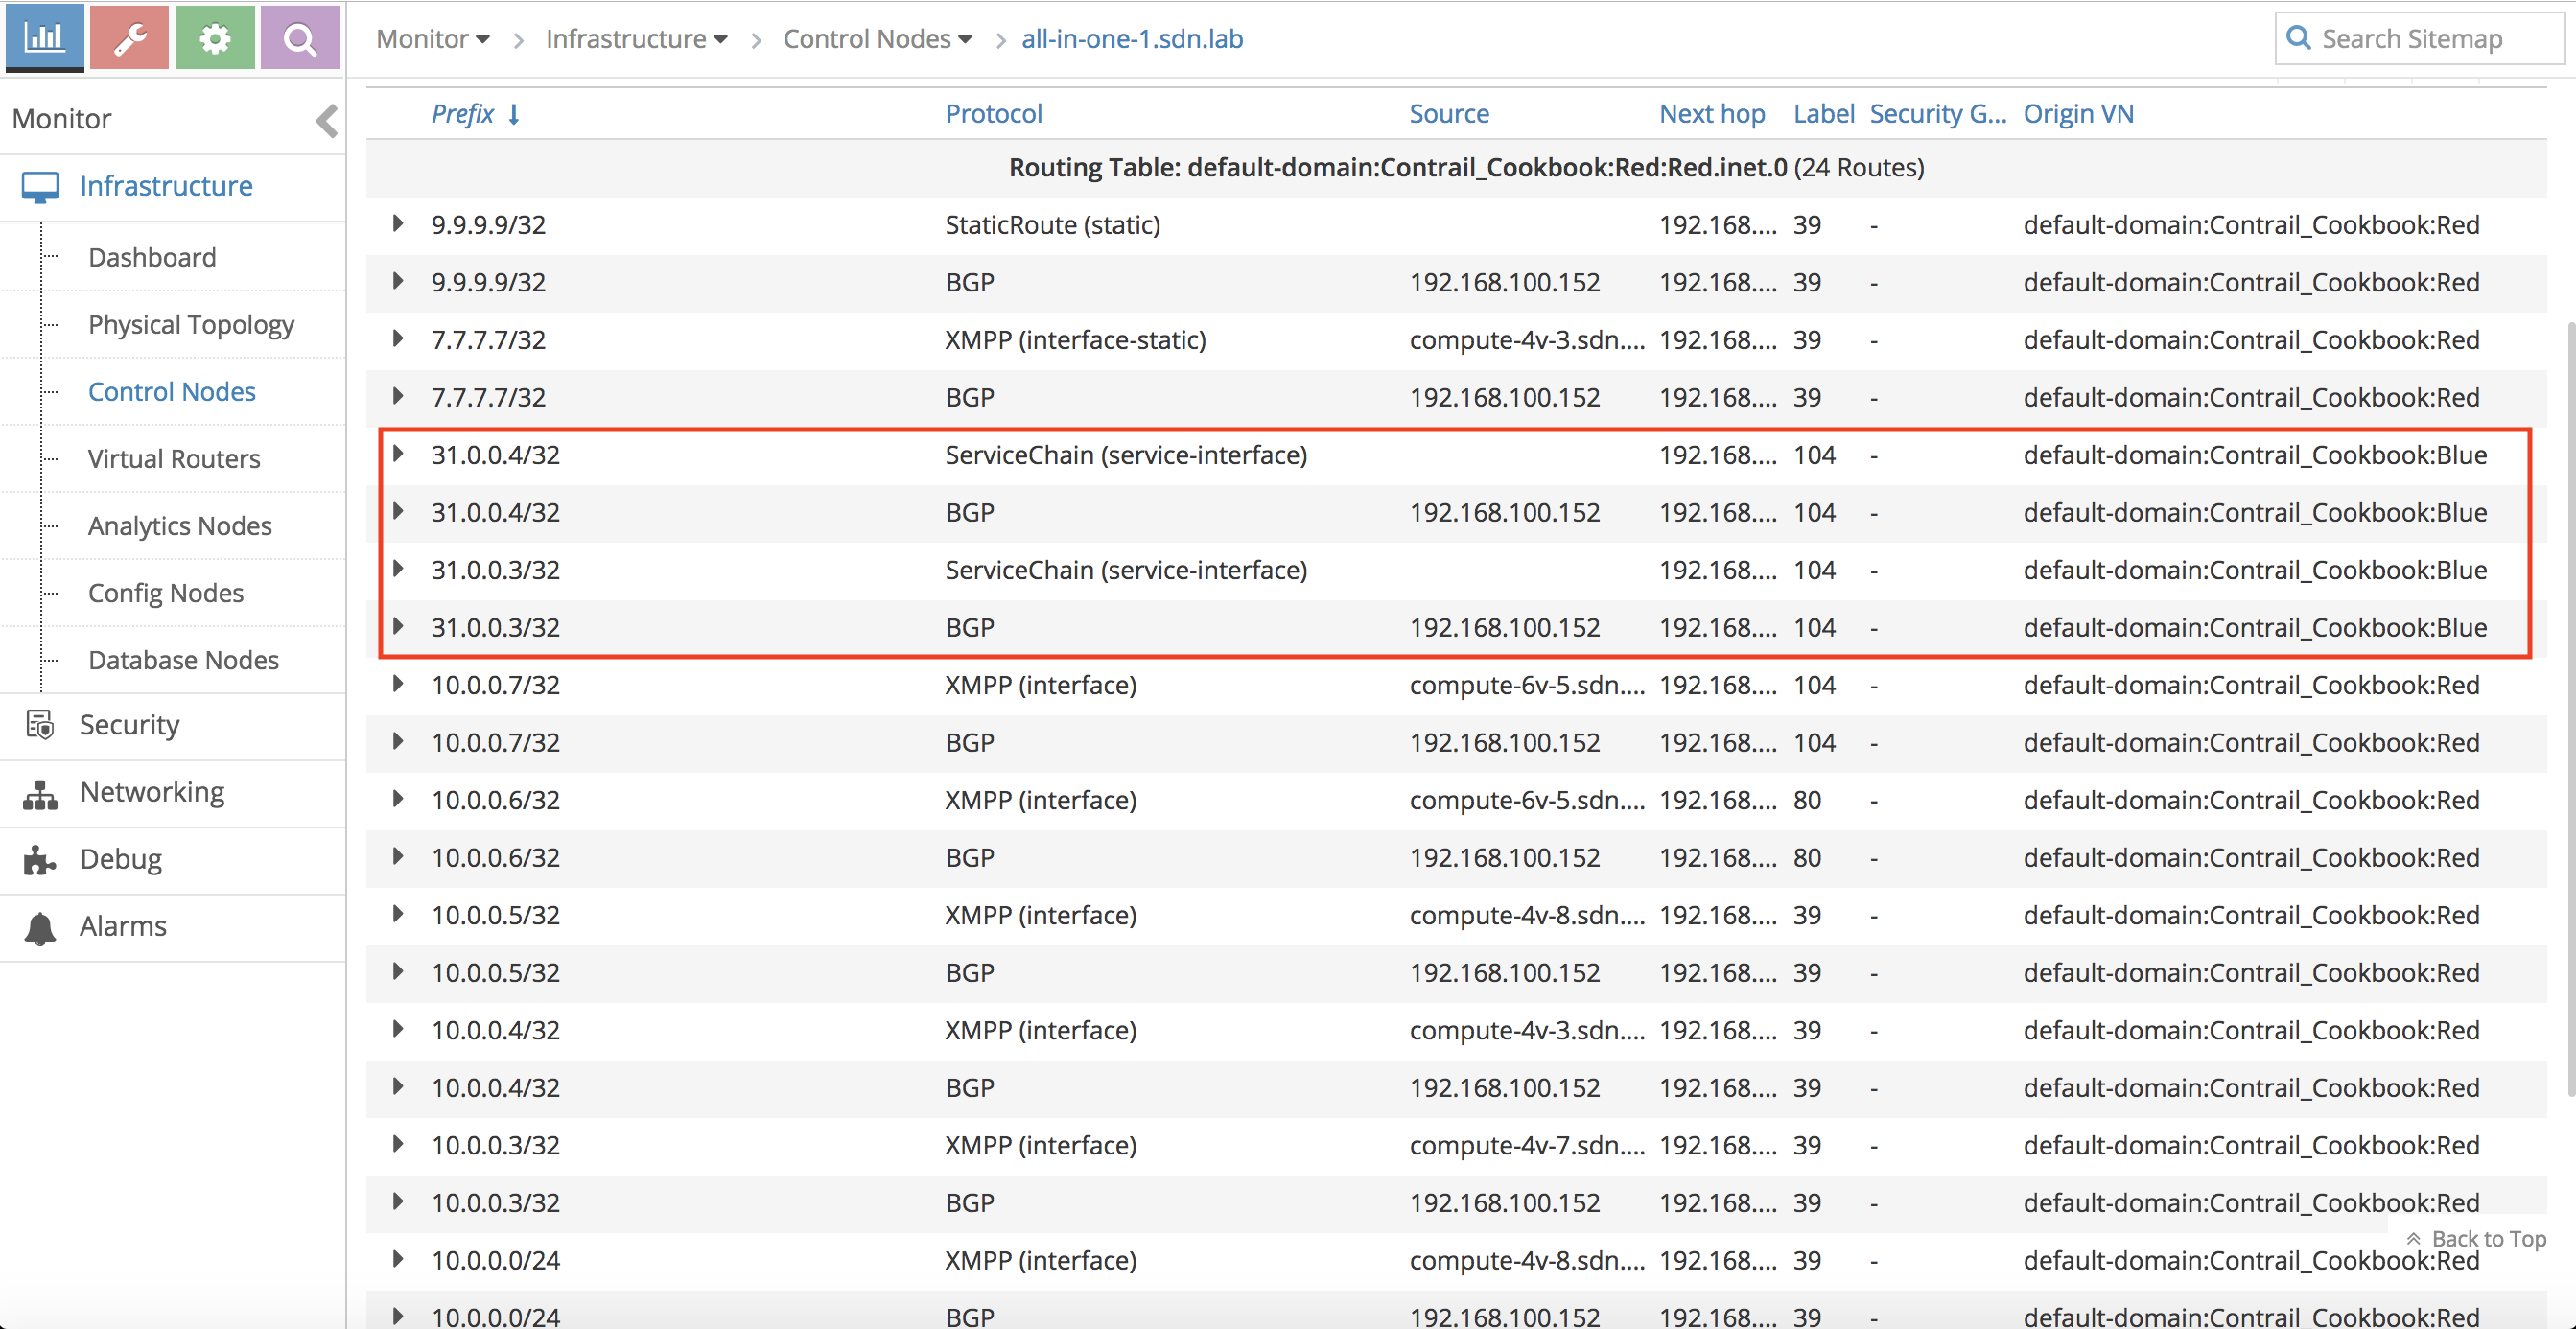 Monitor Infrastructure Control Nodes all-in-one-1.sdn.lab Search Sitemap
Monitor
Infrastructure
Dashboard
Physical Topology
Control Nodes
Virtual Routers
Analytics Nodes
Config Nodes
Database Nodes
Security
Networking
Debug
Alarms
Prefix Protocol Source Next hop Label Security G... Origin VN
Routing Table: default-domain:Contrail_Cookbook:Red:Red.inet.0 (24 Routes)
9.9.9.9/32 StaticRoute (static) 192.168.... 39 - default-domain:Contrail_Cookbook:Red
9.9.9.9/32 BGP 192.168.100.152 192.168.... 39 - default-domain:Contrail_Cookbook:Red
7.7.7.7/32 XMPP (interface-static) compute-4v-3.sdn.... 192.168.... 39 - default-domain:Contrail_Cookbook:Red
7.7.7.7/32 BGP 192.168.100.152 192.168.... 39 - default-domain:Contrail_Cookbook:Red
31.0.0.4/32 ServiceChain (service-interface) 192.168.... 104 - default-domain:Contrail_Cookbook:Blue
31.0.0.4/32 BGP 192.168.100.152 192.168.... 104 - default-domain:Contrail_Cookbook:Blue
31.0.0.3/32 ServiceChain (service-interface) 192.168.... 104 - default-domain:Contrail_Cookbook:Blue
31.0.0.3/32 BGP 192.168.100.152 192.168.... 104 - default-domain:Contrail_Cookbook:Blue
10.0.0.7/32 XMPP (interface) compute-6v-5.sdn.... 192.168.... 104 - default-domain:Contrail_Cookbook:Red
10.0.0.7/32 BGP 192.168.100.152 192.168.... 104 - default-domain:Contrail_Cookbook:Red
10.0.0.6/32 XMPP (interface) compute-6v-5.sdn.... 192.168.... 80 - default-domain:Contrail_Cookbook:Red
10.0.0.6/32 BGP 192.168.100.152 192.168.... 80 - default-domain:Contrail_Cookbook:Red
10.0.0.5/32 XMPP (interface) compute-4v-8.sdn.... 192.168.... 39 - default-domain:Contrail_Cookbook:Red
10.0.0.5/32 BGP 192.168.100.152 192.168.... 39 - default-domain:Contrail_Cookbook:Red
10.0.0.4/32 XMPP (interface) compute-4v-3.sdn.... 192.168.... 39 - default-domain:Contrail_Cookbook:Red
10.0.0.4/32 BGP 192.168.100.152 192.168.... 39 - default-domain:Contrail_Cookbook:Red
10.0.0.3/32 XMPP (interface) compute-4v-7.sdn.... 192.168.... 39 - default-domain:Contrail_Cookbook:Red
10.0.0.3/32 BGP 192.168.100.152 192.168.... 39 - default-domain:Contrail_Cookbook:Red
Back to Top
10.0.0.0/24 XMPP (interface) compute-4v-8.sdn.... 192.168.... 39 - default-domain:Contrail_Cookbook:Red
10.0.0.0/24 BGP 192.168.100.152 192.168.... 39 - default-domain:Contrail_Cookbook:Red